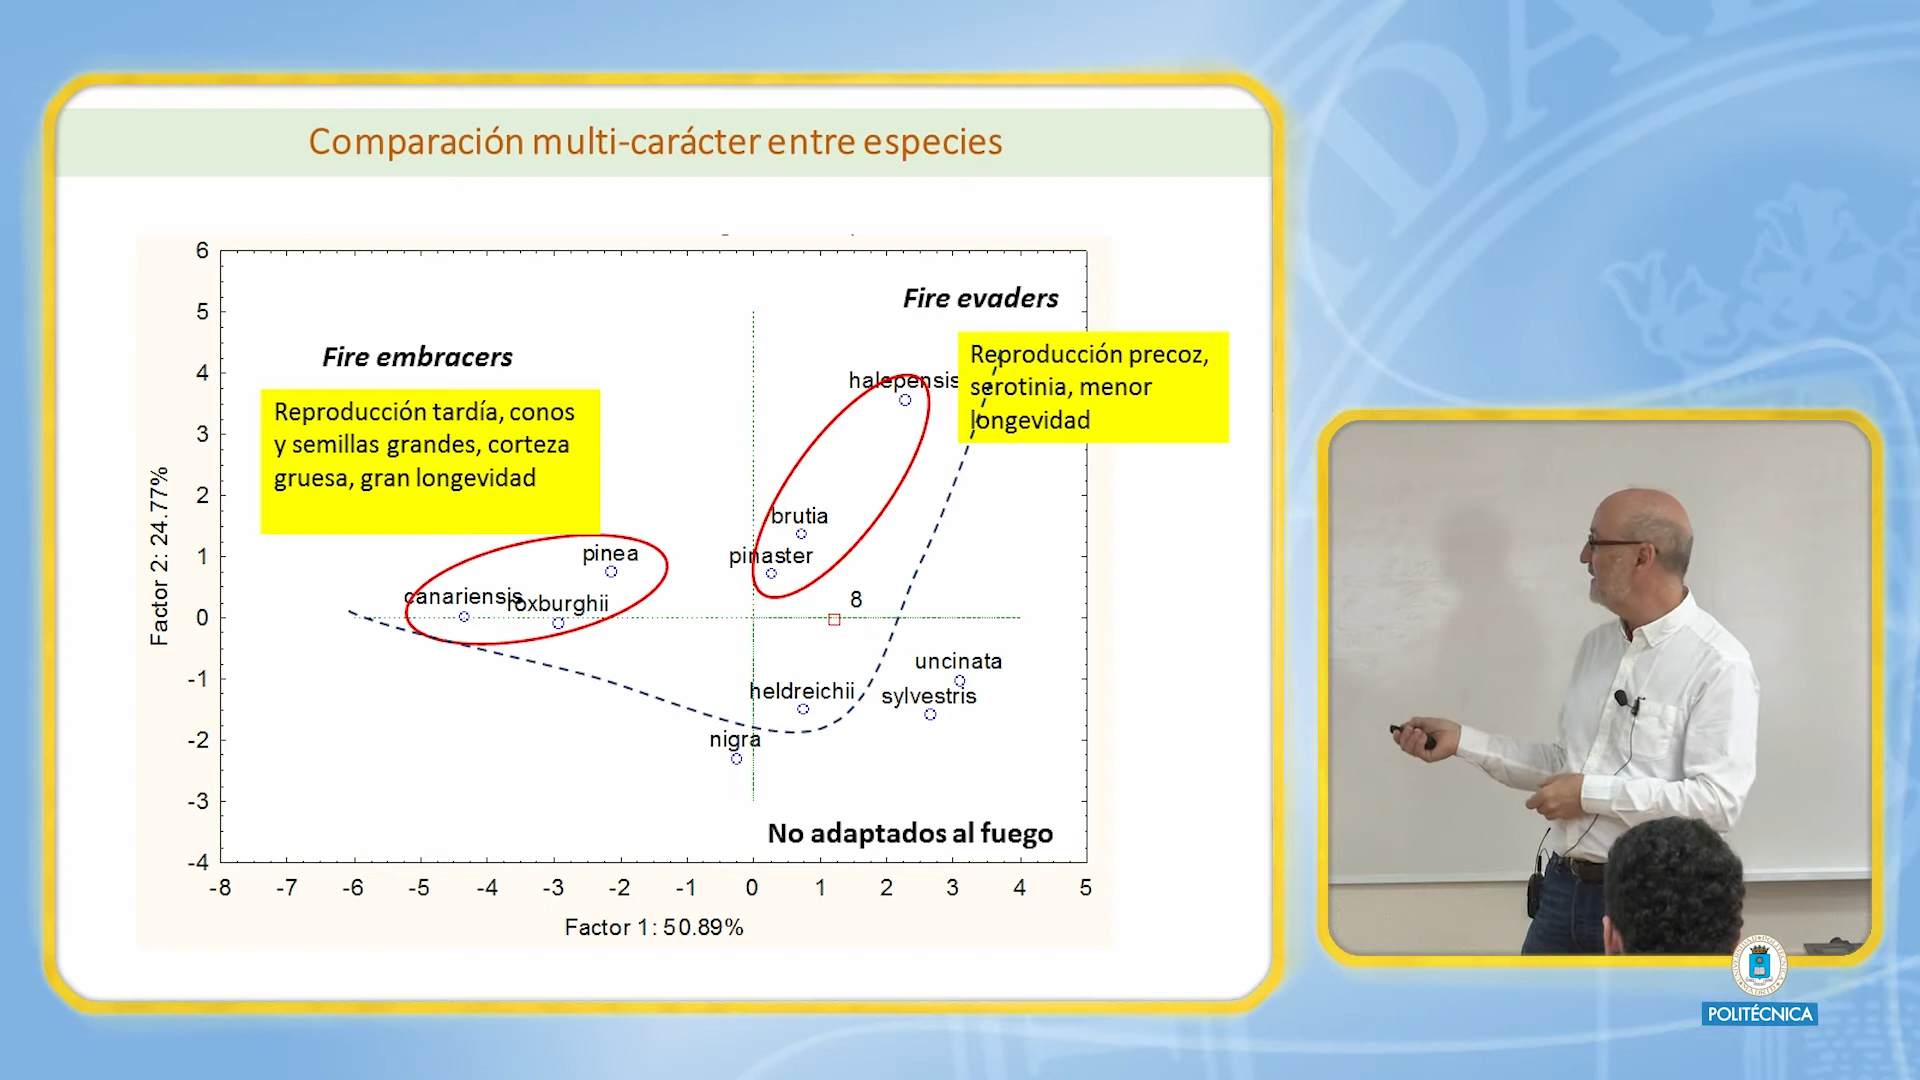 Comparación multi-carácter entre especies
6
5
4
3
2
1
0
-1
-2
-3
-4
Factor 2: 24.77%
Fire evaders
Reproducción precoz,
serotinia, menor
longevidad
Fire embracers
Reproducción tardía, conos
y semillas grandes, corteza
gruesa, gran longevidad
halepensis
brutia
pinaster
pinea
canariensis
roxburghii
8
uncinata
sylvestris
heldreichii
nigra
No adaptados al fuego
-8 -7 -6 -5 -4 -3 -2 -1 0 1 2 3 4 5
Factor 1: 50.89%
POLITÉCNICA